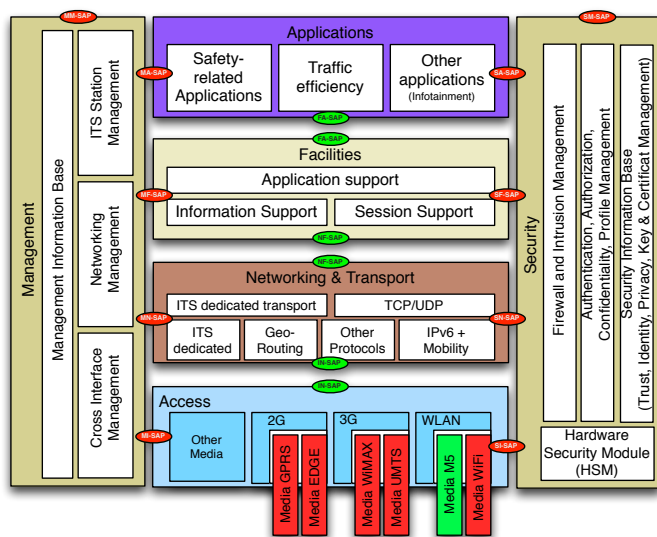 MM-SAP
SM-SAP
Applications
Safety-
related
Applications
Traffic
efficiency
Other
applications
(Infotainment)
MA-SAP
SA-SAP
FA-SAP
FA-SAP
Facilities
Application support
Information Support
Session Support
MF-SAP
SF-SAP
NF-SAP
NF-SAP
Networking & Transport
ITS dedicated transport
TCP/UDP
MN-SAP
SN-SAP
ITS
dedicated
Geo-
Routing
Other
Protocols
IPv6 +
Mobility
IN-SAP
IN-SAP
Access
Other
Media
2G
3G
WLAN
Media GPRS
Media EDGE
Media WiMAX
Media UMTS
Media M5
Media WiFi
MI-SAP
SI-SAP
Management
Management Information Base
ITS Station
Management
Networking
Management
Cross Interface
Management
Security
Firewall and Intrusion Management
Authentication, Authorization,
Confidentiality, Profile Management
Security Information Base
(Trust, Identity, Privacy, Key & Certificat Management)
Hardware
Security Module
(HSM)